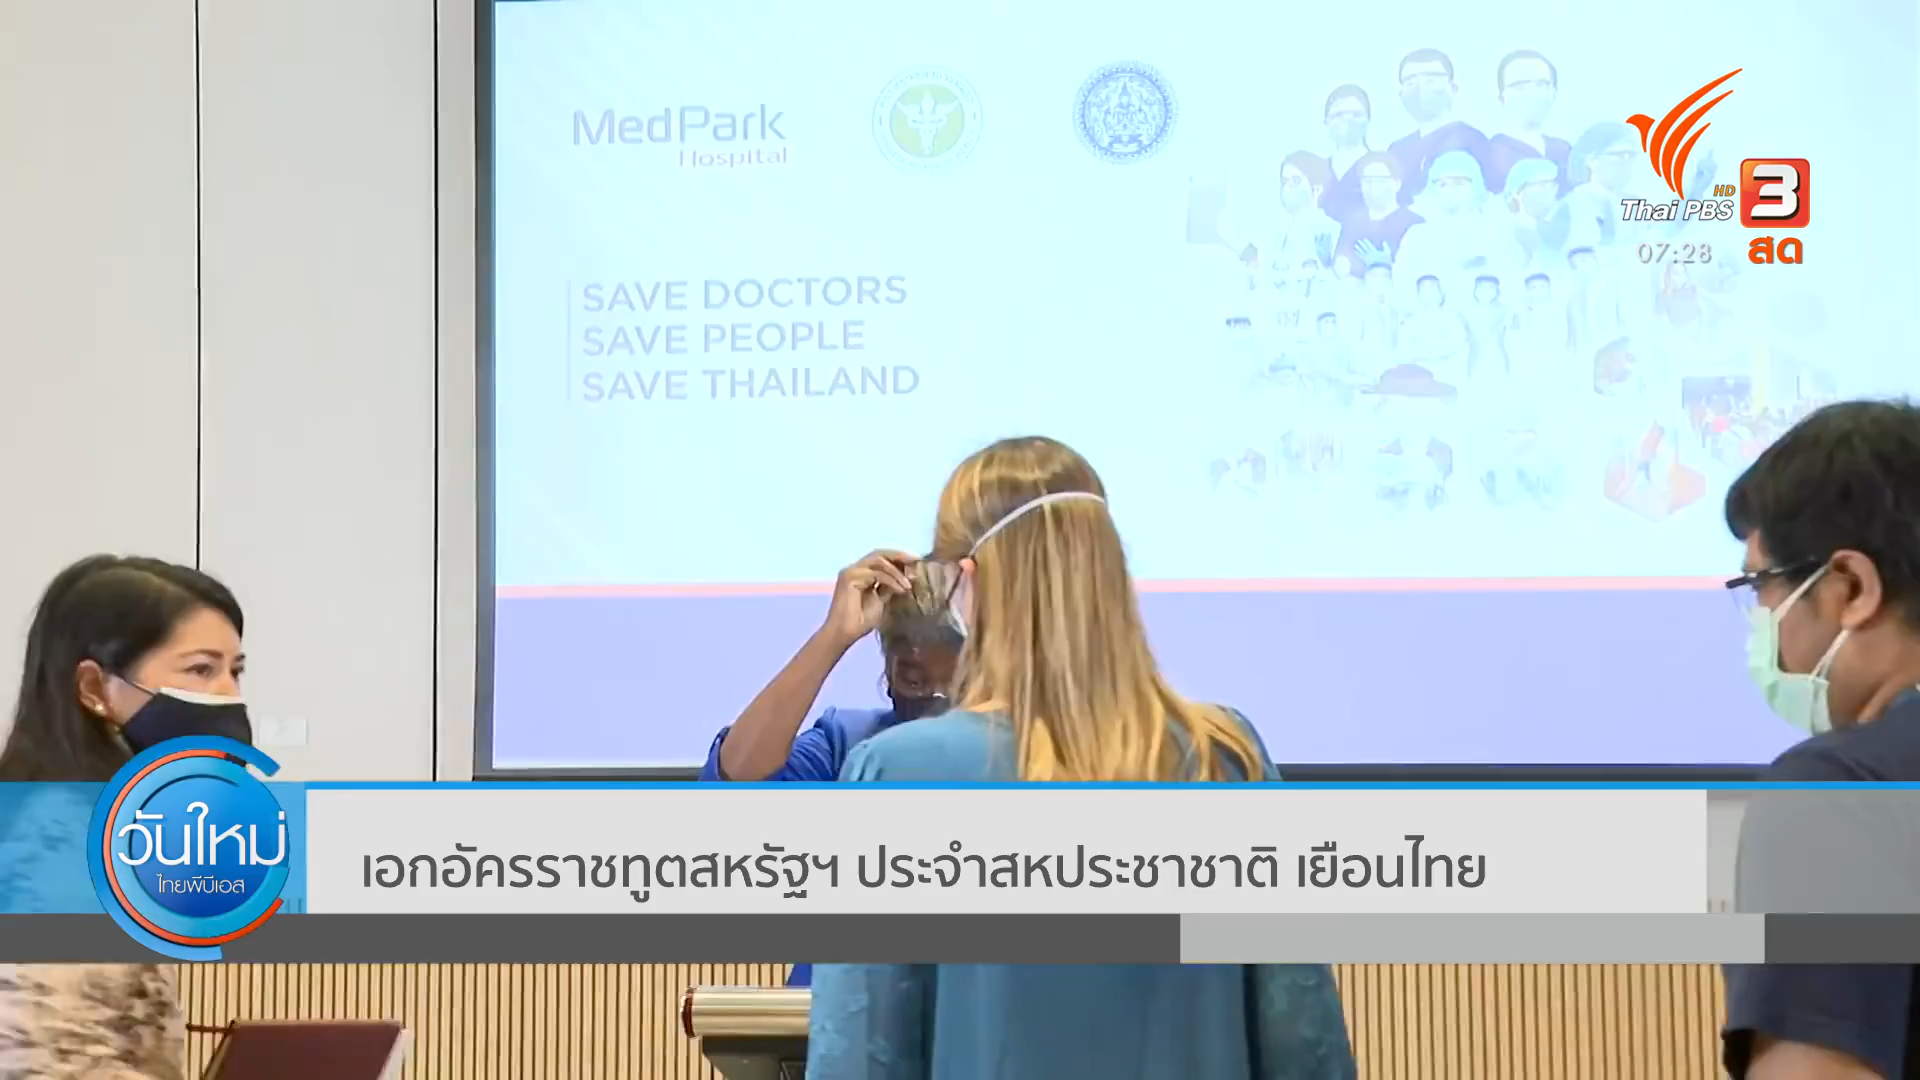 MedPark
Hospital
SAVE DOCTORS
SAVE PEOPLE
SAVE THAILAND
HD
Thai PBS 3
07:28 สด
วันใหม่
ไทยพีบีเอส
เอกอัครราชทูตสหรัฐฯ ประจำสหประชาชาติ เยือนไทย